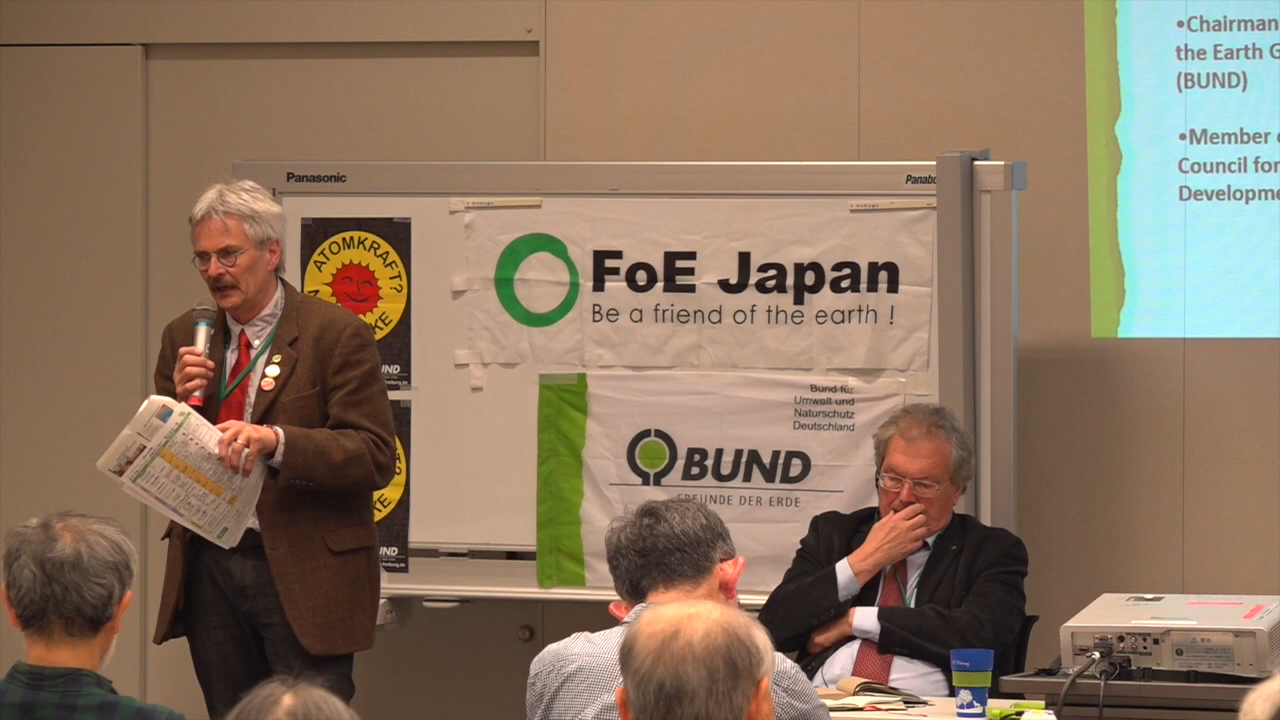 •Chairman
the Earth G
(BUND)
•Member
Council for
Developme
Panasonic
Panabo
ATOMKRAFT?
FoE Japan
Be a friend of the earth !
Bund für
Umwelt und
Naturschutz
Deutschland
BUND
FREUNDE DER ERDE